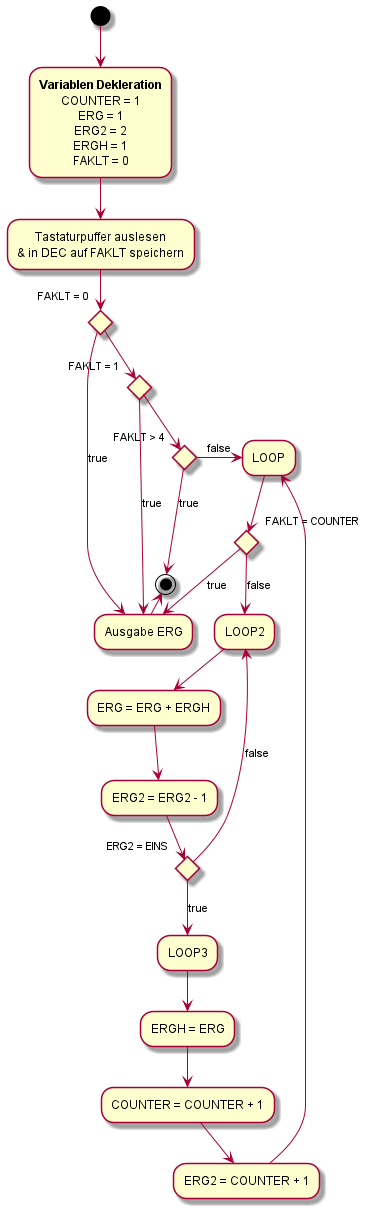 Variablen Dekleration
COUNTER = 1
ERG = 1
ERG2 = 2
ERGH = 1
FAKLT = 0
Tastaturpuffer auslesen
& in DEC auf FAKLT speichern
FAKLT = 0
FAKLT = 1
FAKLT > 4
false
LOOP
true
true
true
FAKLT = COUNTER
true
false
Ausgabe ERG
LOOP2
ERG = ERG + ERGH
false
ERG2 = ERG2 - 1
ERG2 = EINS
true
LOOP3
ERGH = ERG
COUNTER = COUNTER + 1
ERG2 = COUNTER + 1